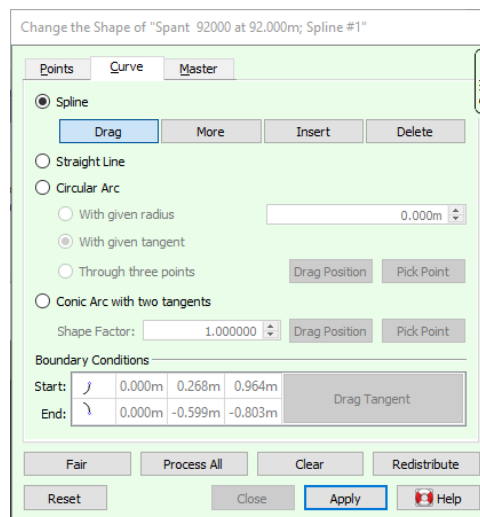 Change the Shape of "Spant 92000 at 92.000m; Spline #1"
Points Curve Master
Spline
Drag More Insert Delete
Straight Line
Circular Arc
With given radius 0.000m
With given tangent
Through three points Drag Position Pick Point
Conic Arc with two tangents
Shape Factor: 1.000000 Drag Position Pick Point
Boundary Conditions
Start: 0.000m 0.268m 0.964m Drag Tangent
End: 0.000m -0.599m -0.803m
Fair Process All Clear Redistribute
Reset Close Apply Help